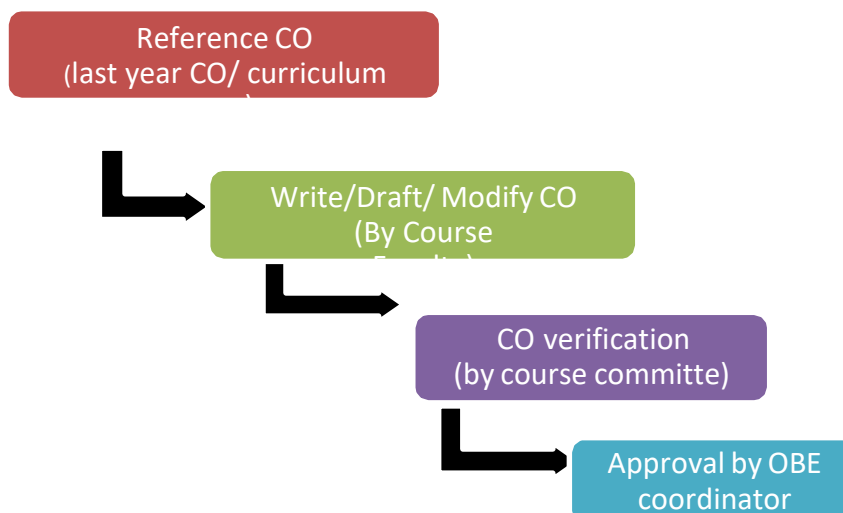 Reference CO
(last year CO/ curriculum
Write/Draft/ Modify CO
(By Course
CO verification
(by course committe)
Approval by OBE
coordinator